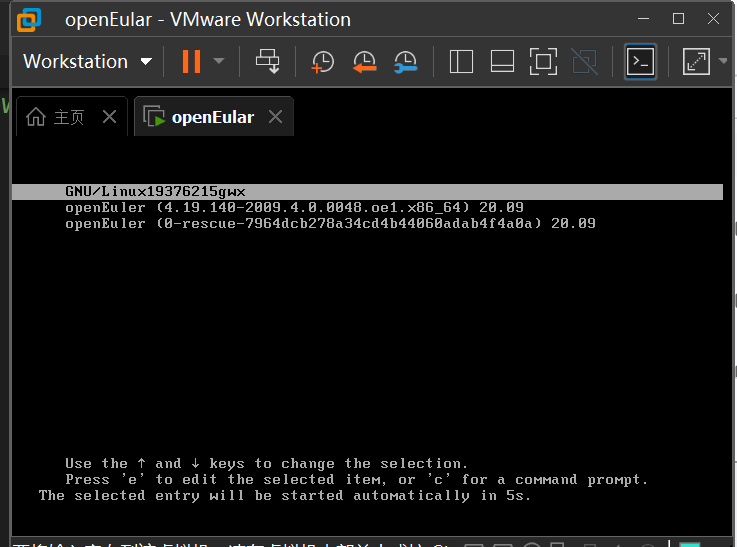 openEular - VMware Workstation
Workstation
主页 openEular
GNU/Linux19376215gwx
openEuler (4.19.140-2009.4.0.0048.oe1.x86_64) 20.09
openEuler (0-rescue-7964dcb278a34cd4b44060adab4f4a0a) 20.09
Use the ↑ and ↓ keys to change the selection.
Press 'e' to edit the selected item, or 'c' for a command prompt.
The selected entry will be started automatically in 5s.